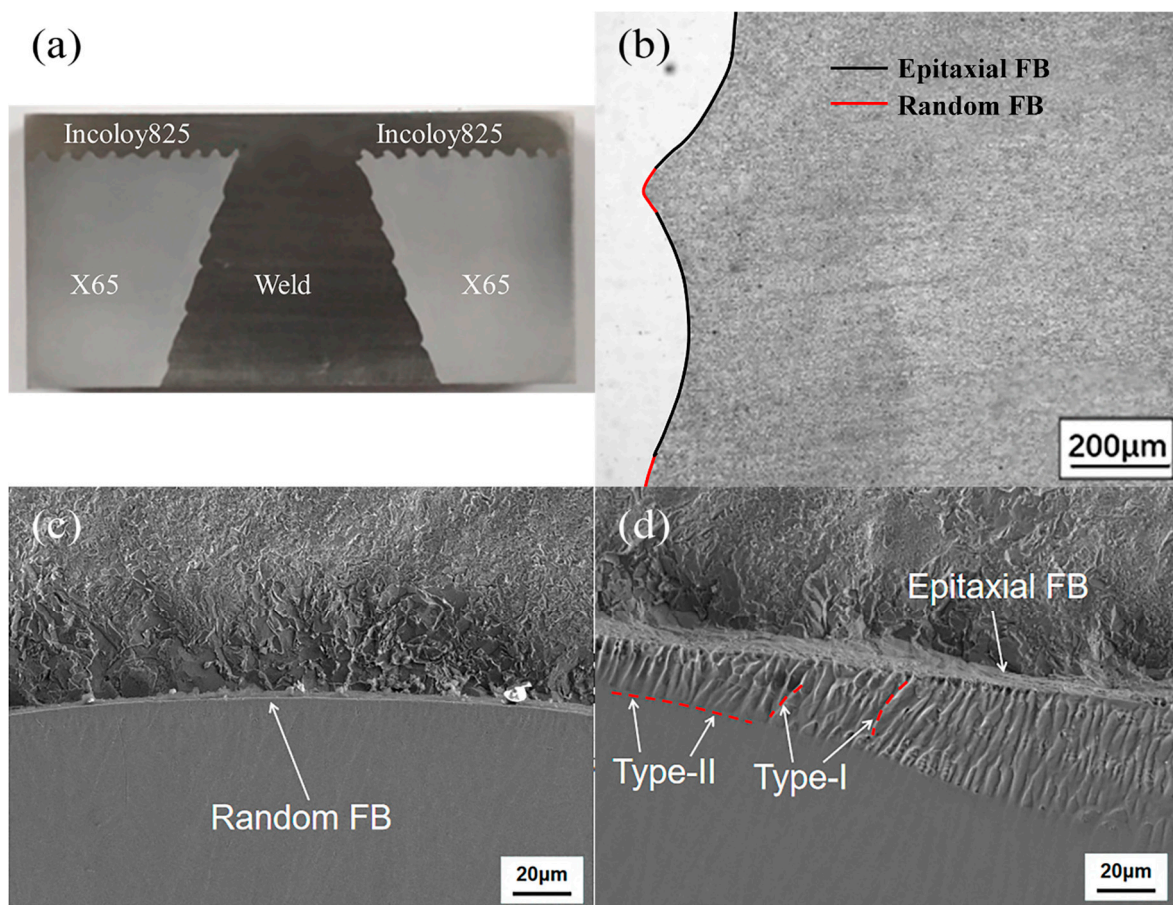 (a)
Incoloy825 Incoloy825
X65 Weld X65
(b)
Epitaxial FB
Random FB
200μm
(c)
Random FB
20μm
(d)
Epitaxial FB
Type-II Type-I
20μm